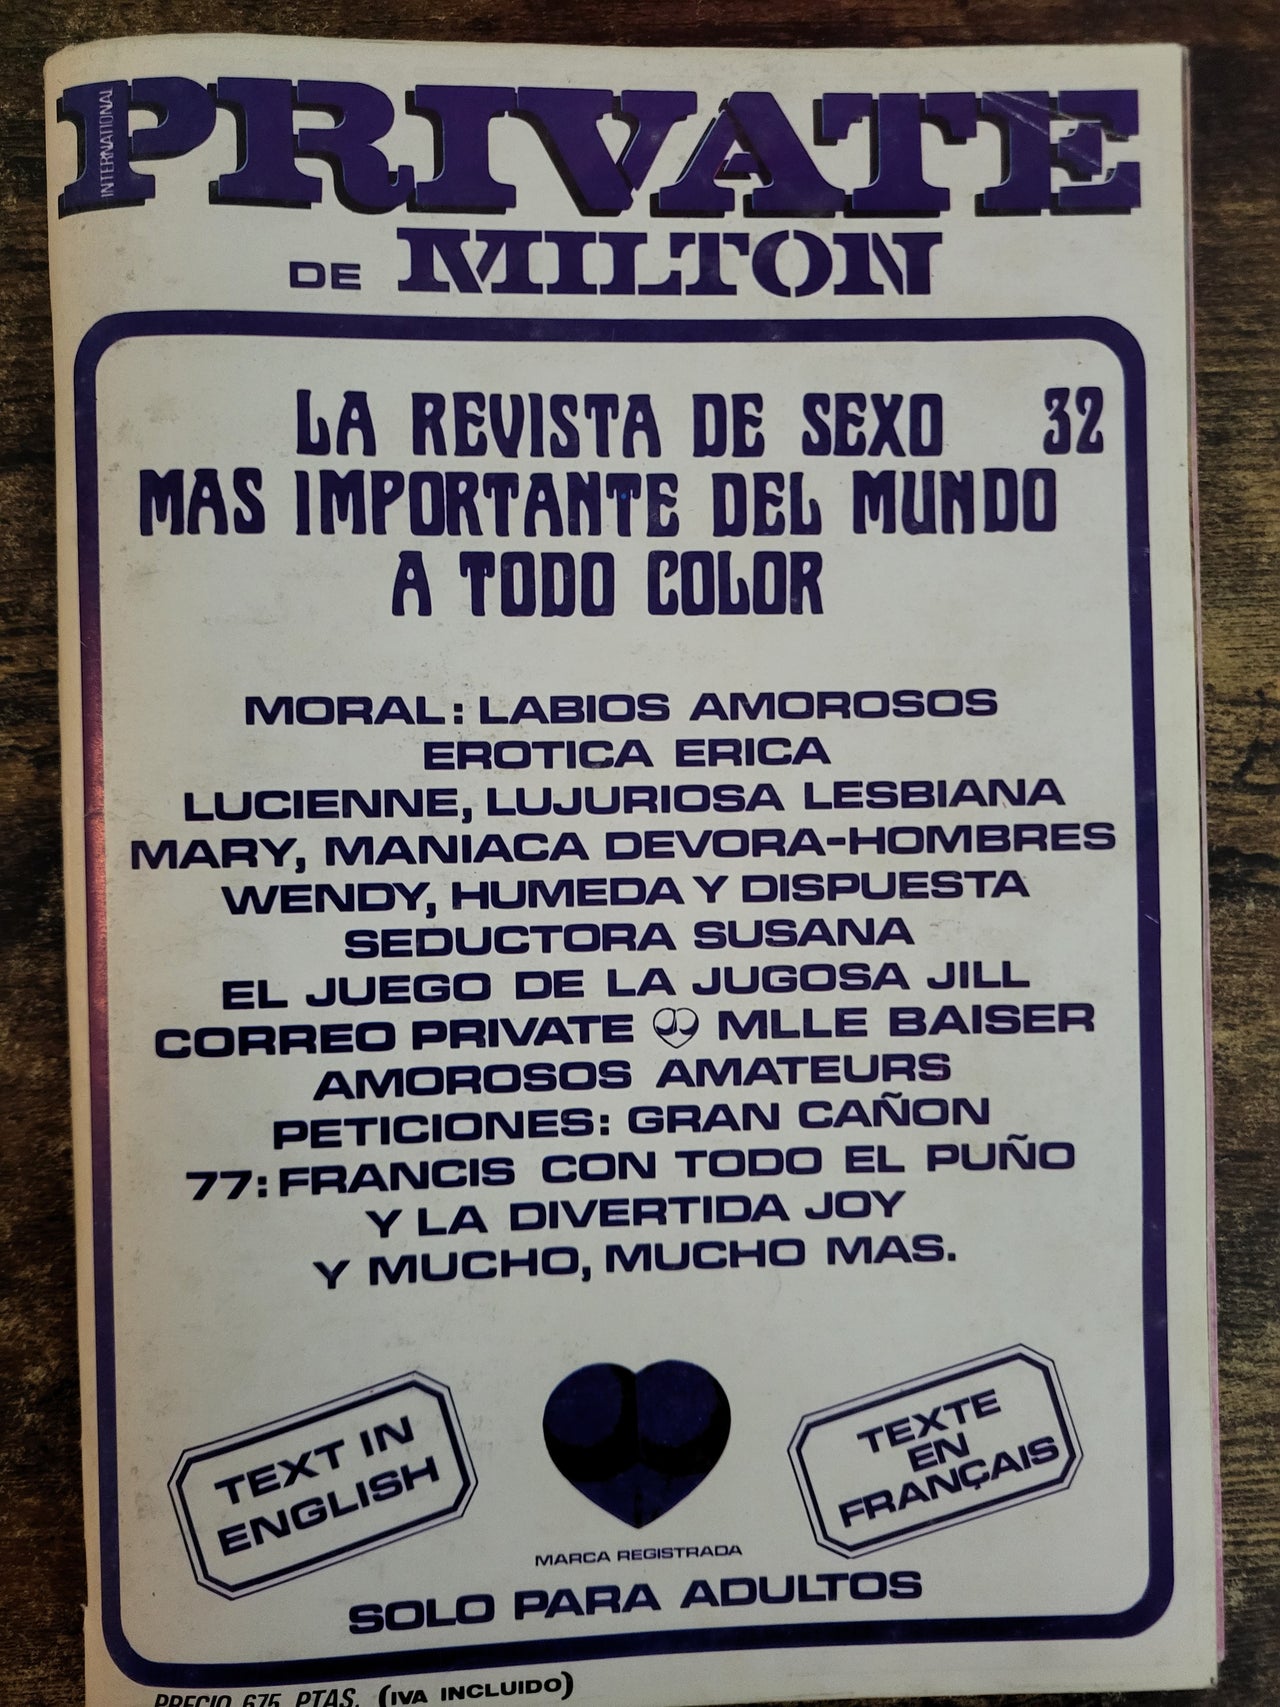 INTERNATIONAL
PRIVATE
DE MILTON
LA REVISTA DE SEXO 32
MAS IMPORTANTE DEL MUNDO
A TODO COLOR
MORAL: LABIOS AMOROSOS
EROTICA ERICA
LUCIENNE, LUJURIOSA LESBIANA
MARY, MANIACA DEVORA-HOMBRES
WENDY, HUMEDA Y DISPUESTA
SEDUCTORA SUSANA
EL JUEGO DE LA JUGOSA JILL
CORREO PRIVATE MLLE BAISER
AMOROSOS AMATEURS
PETICIONES: GRAN CAÑON
77: FRANCIS CON TODO EL PUÑO
Y LA DIVERTIDA JOY
Y MUCHO, MUCHO MAS.
TEXT IN
ENGLISH
TEXTE
EN
FRANÇAIS
MARCA REGISTRADA
SOLO PARA ADULTOS
PRECIO 675 PTAS. (IVA INCLUIDO)